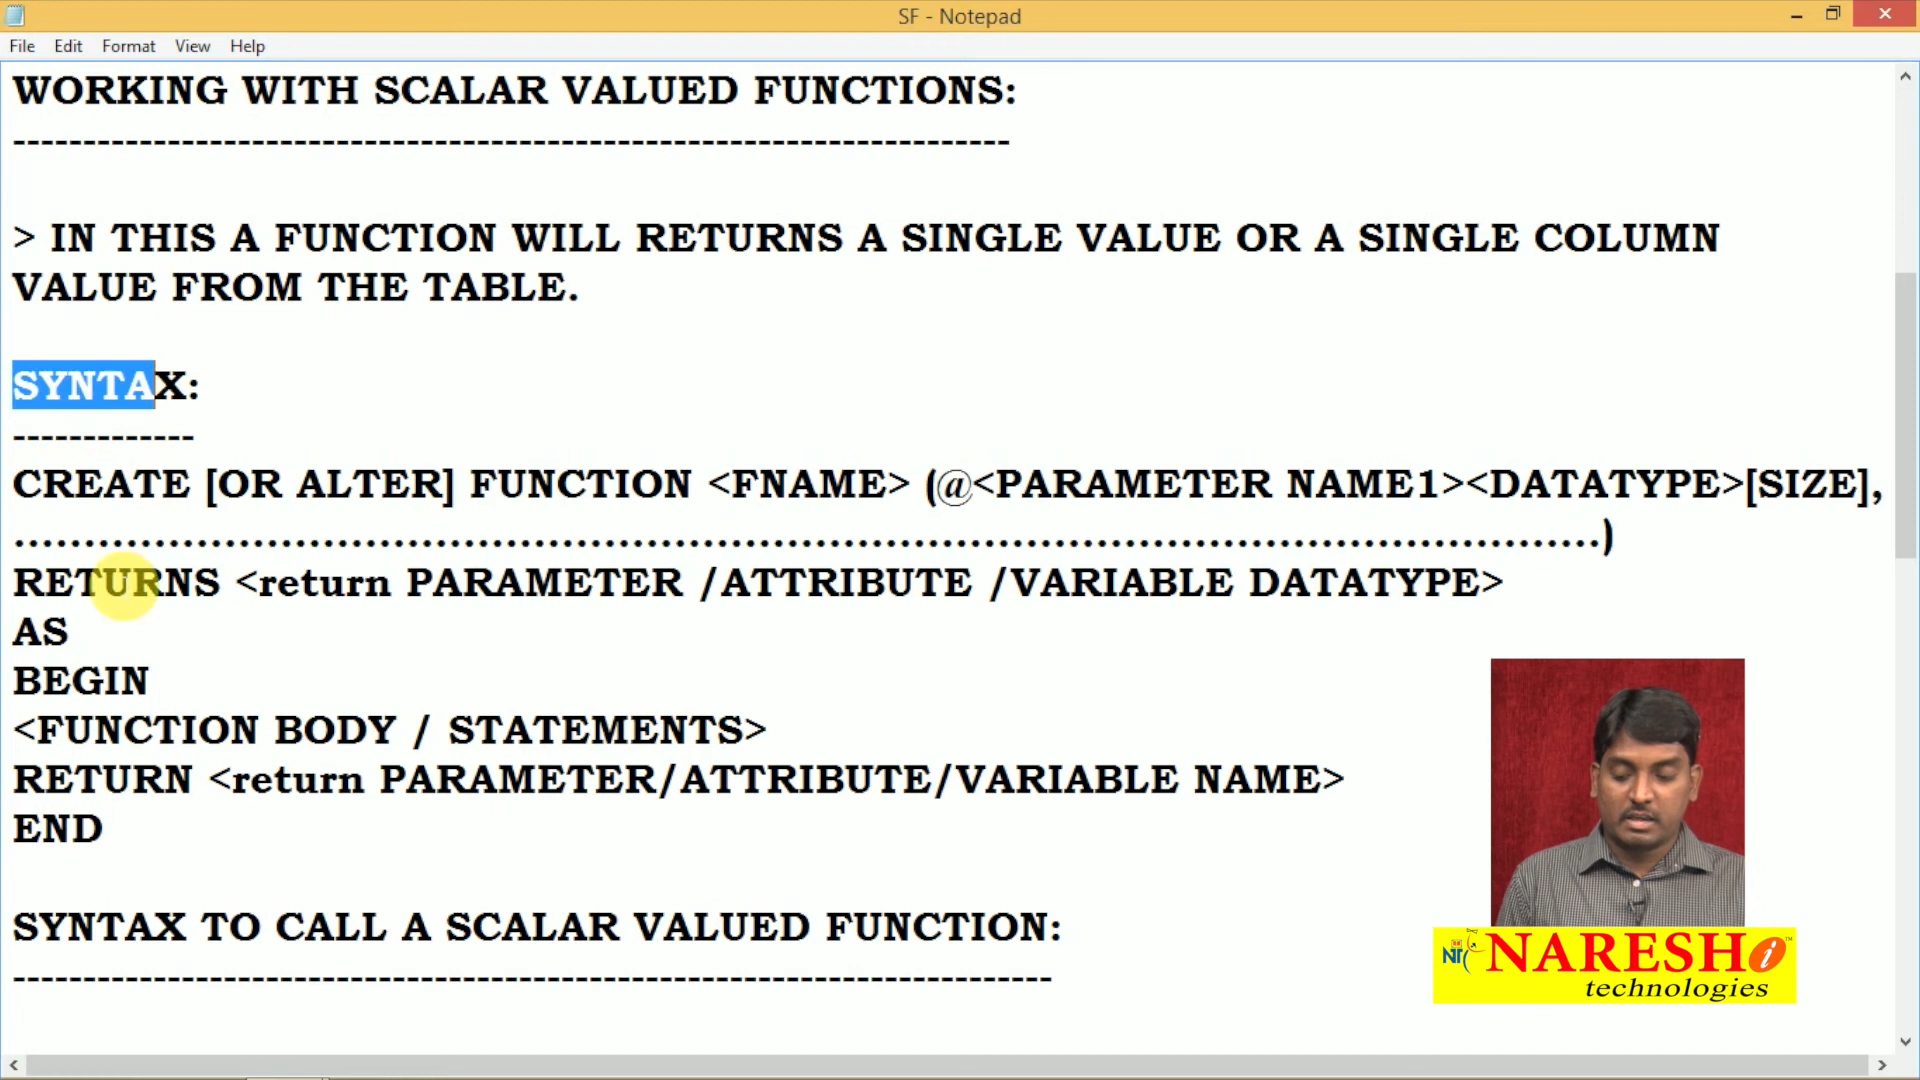 SF - Notepad
File Edit Format View Help
WORKING WITH SCALAR VALUED FUNCTIONS:
-----------------------------------------------------------------------
> IN THIS A FUNCTION WILL RETURNS A SINGLE VALUE OR A SINGLE COLUMN
VALUE FROM THE TABLE.
SYNTAX:
-------------
CREATE [OR ALTER] FUNCTION <FNAME> (@<PARAMETER NAME1><DATATYPE>[SIZE],
.................................................................................................................)
RETURNS <return PARAMETER /ATTRIBUTE /VARIABLE DATATYPE>
AS
BEGIN
<FUNCTION BODY / STATEMENTS>
RETURN <return PARAMETER/ATTRIBUTE/VARIABLE NAME>
END
SYNTAX TO CALL A SCALAR VALUED FUNCTION:
--------------------------------------------------------------------------
NT NARESH i ™
technologies